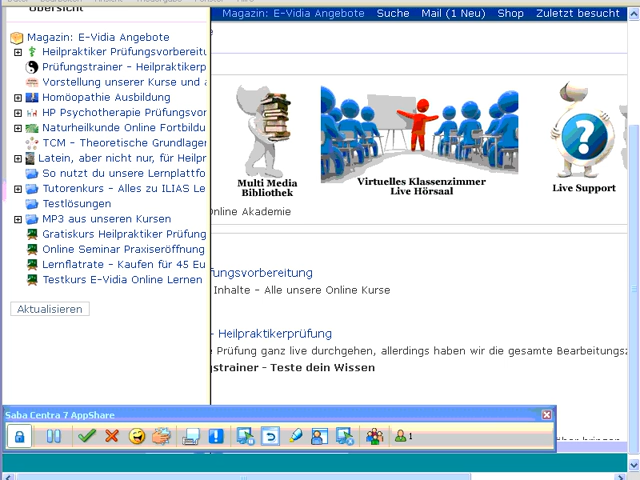 Übersicht
Magazin: E-Vidia Angebote Suche Mail (1 Neu) Shop Zuletzt besucht
Magazin: E-Vidia Angebote
Heilpraktiker Prüfungsvorbereitu
Prüfungstrainer - Heilpraktikerp
Vorstellung unserer Kurse und a
Homöopathie Ausbildung
HP Psychotherapie Prüfungsvor
Naturheilkunde Online Fortbildu
TCM - Theoretische Grundlager
Latein, aber nicht nur, für Heilpr
So nutzt du unsere Lernplattfo
Tutorenkurs - Alles zu ILIAS Le
Testlösungen
MP3 aus unseren Kursen
Gratiskurs Heilpraktiker Prüfung
Online Seminar Praxiseröffnung
Lernflatrate - Kaufen für 45 Eu
Testkurs E-Vidia Online Lernen
Aktualisieren
Multi Media
Bibliothek
Virtuelles Klassenzimmer
Live Hörsaal
Live Support
Online Akademie
fungsvorbereitung
Inhalte - Alle unsere Online Kurse
- Heilpraktikerprüfung
e Prüfung ganz live durchgehen, allerdings haben wir die gesamte Bearbeitungsz
gstrainer - Teste dein Wissen
Saba Centra 7 AppShare
1